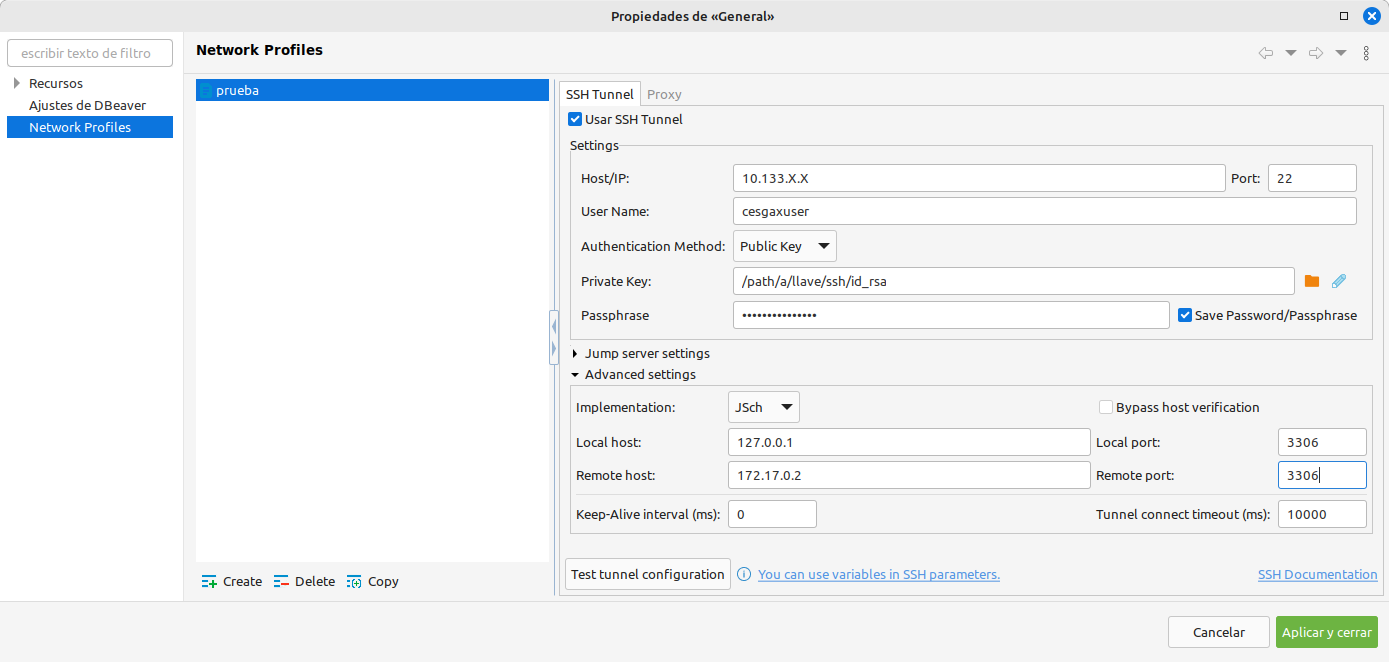 Propiedades de «General»
escribir texto de filtro
Recursos
Ajustes de DBeaver
Network Profiles
Network Profiles
prueba
Create
Delete
Copy
SSH Tunnel
Proxy
Usar SSH Tunnel
Settings
Host/IP: 10.133.X.X Port: 22
User Name: cesgaxuser
Authentication Method: Public Key
Private Key: /path/a/llave/ssh/id_rsa
Passphrase ••••••••••••••• Save Password/Passphrase
Jump server settings
Advanced settings
Implementation: JSch Bypass host verification
Local host: 127.0.0.1 Local port: 3306
Remote host: 172.17.0.2 Remote port: 3306
Keep-Alive interval (ms): 0 Tunnel connect timeout (ms): 10000
Test tunnel configuration You can use variables in SSH parameters. SSH Documentation
Cancelar
Aplicar y cerrar